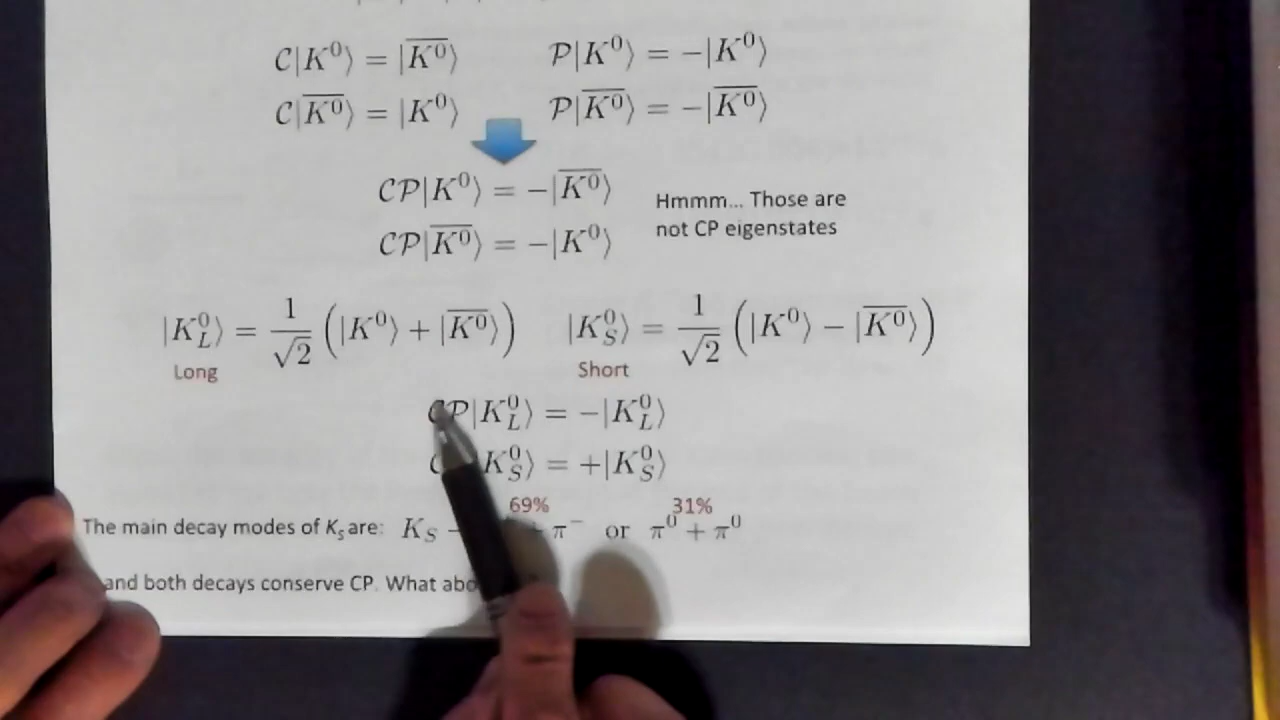 C|K⁰⟩ = |K̅⁰⟩ P|K⁰⟩ = −|K⁰⟩
C|K̅⁰⟩ = |K⁰⟩ P|K̅⁰⟩ = −|K̅⁰⟩
CP|K⁰⟩ = −|K̅⁰⟩
CP|K̅⁰⟩ = −|K⁰⟩
Hmmm... Those are
not CP eigenstates
|K⁰_L⟩ = 1/√2 (|K⁰⟩ + |K̅⁰⟩) |K⁰_S⟩ = 1/√2 (|K⁰⟩ − |K̅⁰⟩)
Long Short
CP|K⁰_L⟩ = −|K⁰_L⟩
K⁰_S⟩ = +|K⁰_S⟩
69% 31%
The main decay modes of K_S are: K_S π⁻ or π⁰ + π⁰
and both decays conserve CP. What